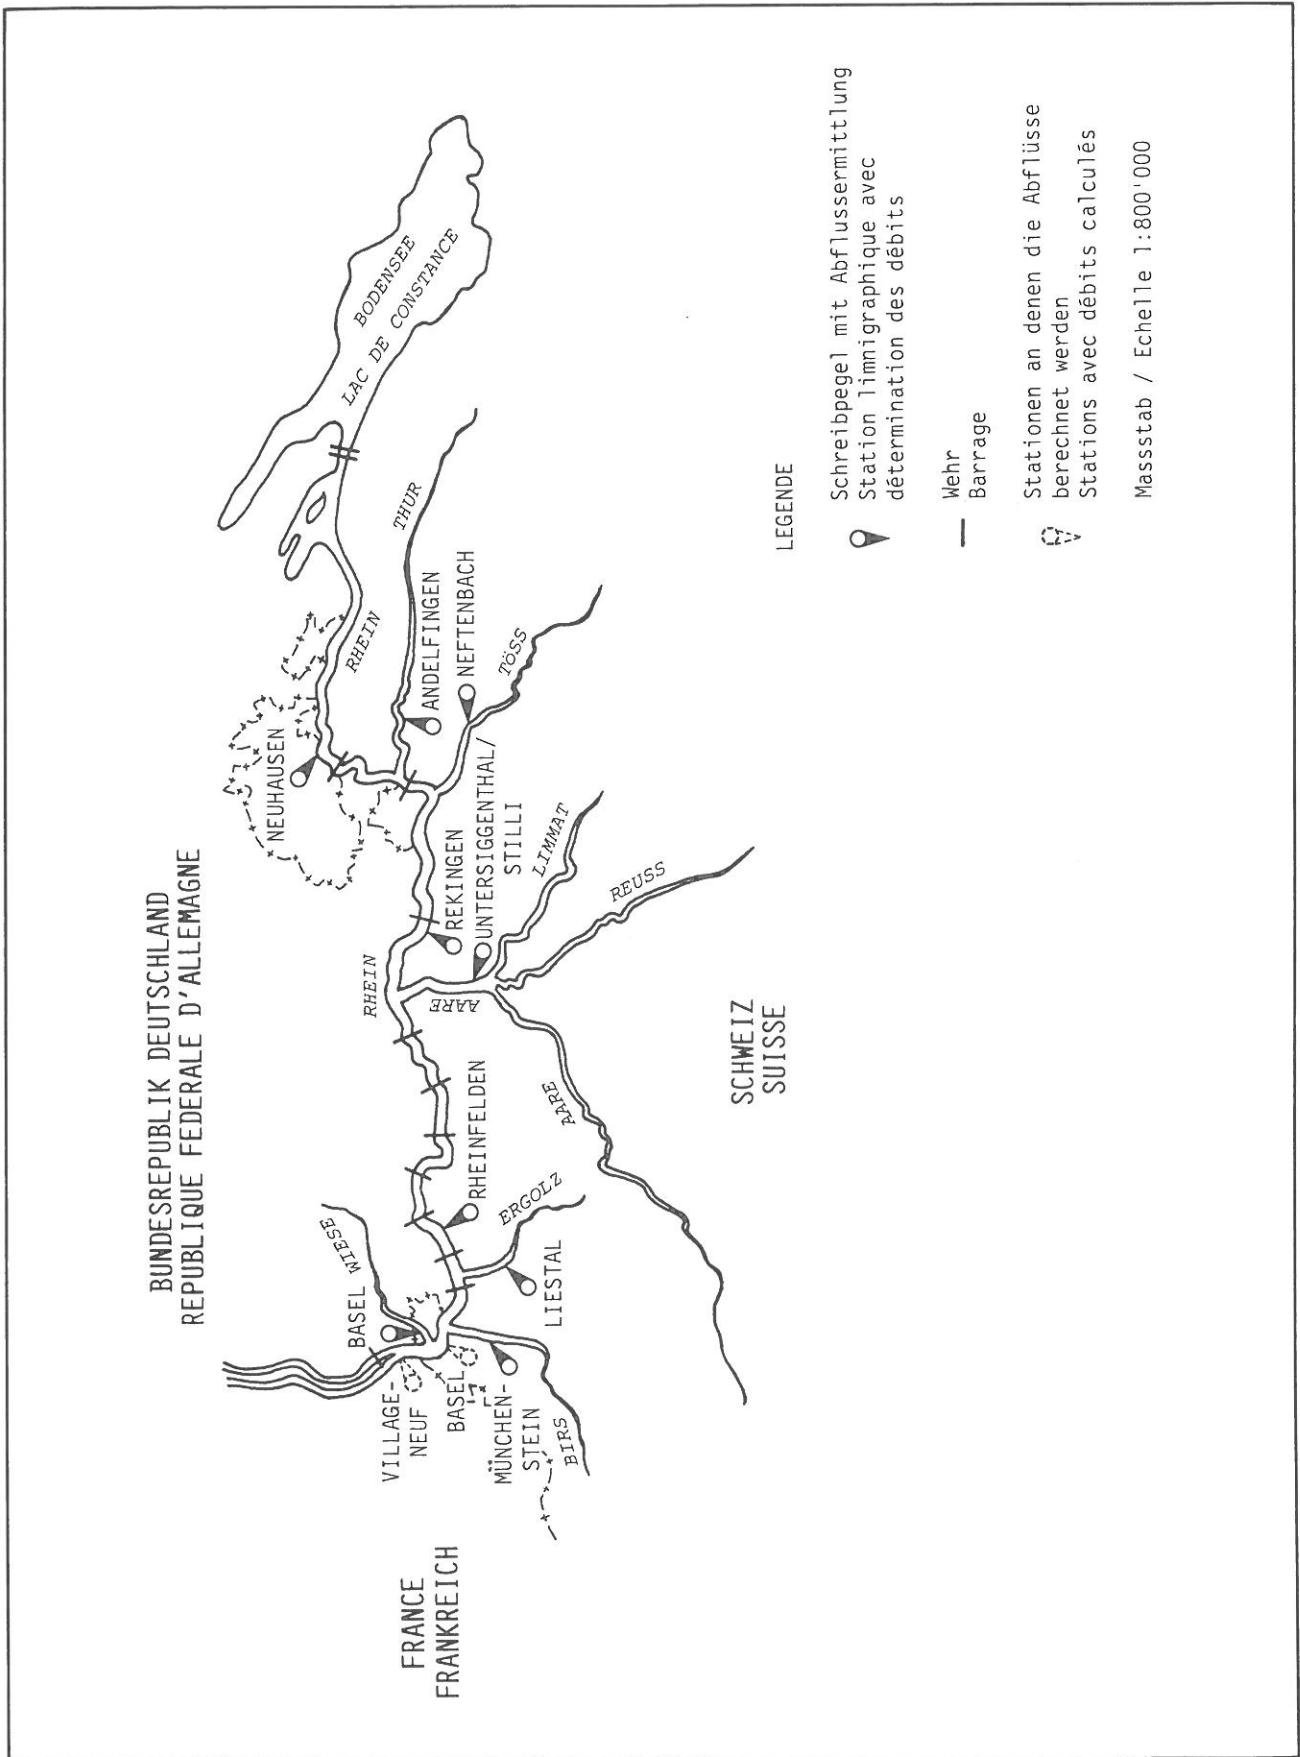 BUNDESREPUBLIK DEUTSCHLAND
REPUBLIQUE FEDERALE D'ALLEMAGNE
FRANCE
FRANKREICH
SCHWEIZ
SUISSE
VILLAGE-
NEUF
BASEL
BASEL
WIESE
MÜNCHEN-
STEIN
BIRS
LIESTAL
ERGOLZ
RHEINFELDEN
RHEIN
AARE
AARE
REKINGEN
UNTERSIGGENTHAL/
STILLI
LIMMAT
REUSS
NEUHAUSEN
RHEIN
ANDELFINGEN
NEFTENBACH
TÖSS
THUR
BODENSEE
LAC DE CONSTANCE
LEGENDE
Schreibpegel mit Abflussermittlung
Station limnigraphique avec
détermination des débits
Wehr
Barrage
Stationen an denen die Abflüsse
berechnet werden
Stations avec débits calculés
Massstab / Echelle 1:800'000